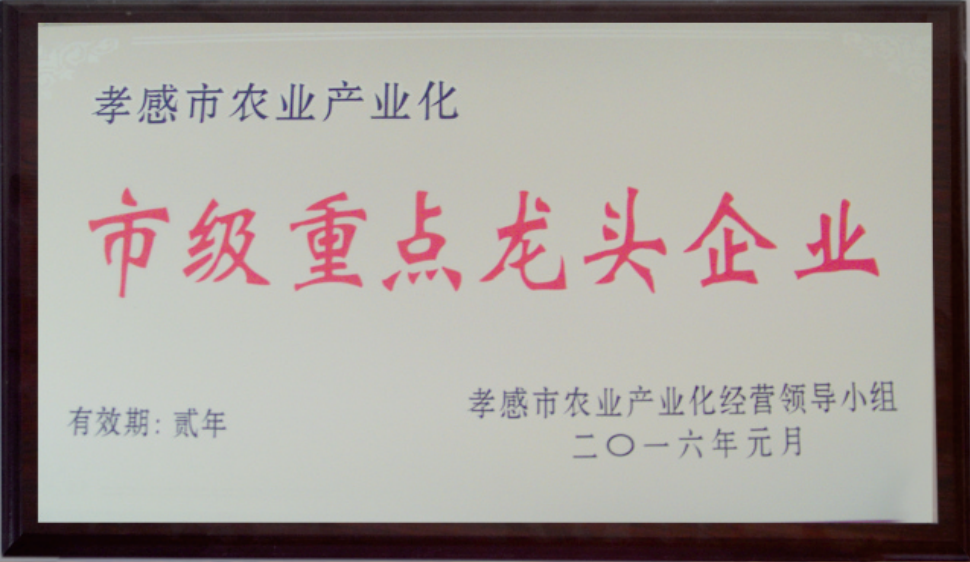 孝感市农业产业化
市级重点龙头企业
有效期：贰年
孝感市农业产业化经营领导小组
二〇一六年元月